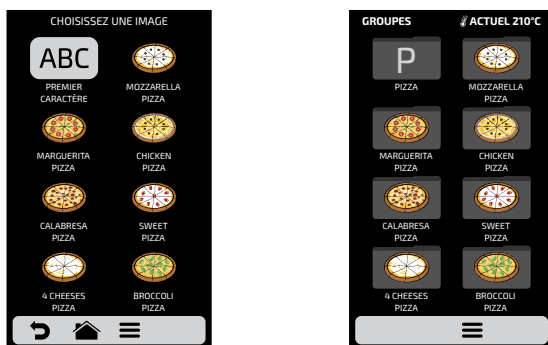 CHOISISSEZ UNE IMAGE
ABC
PREMIER
CARACTÈRE
MOZZARELLA
PIZZA
MARGUERITA
PIZZA
CHICKEN
PIZZA
CALABRESA
PIZZA
SWEET
PIZZA
4 CHEESES
PIZZA
BROCCOLI
PIZZA
GROUPES
ACTUEL 210°C
P
PIZZA
MOZZARELLA
PIZZA
MARGUERITA
PIZZA
CHICKEN
PIZZA
CALABRESA
PIZZA
SWEET
PIZZA
4 CHEESES
PIZZA
BROCCOLI
PIZZA